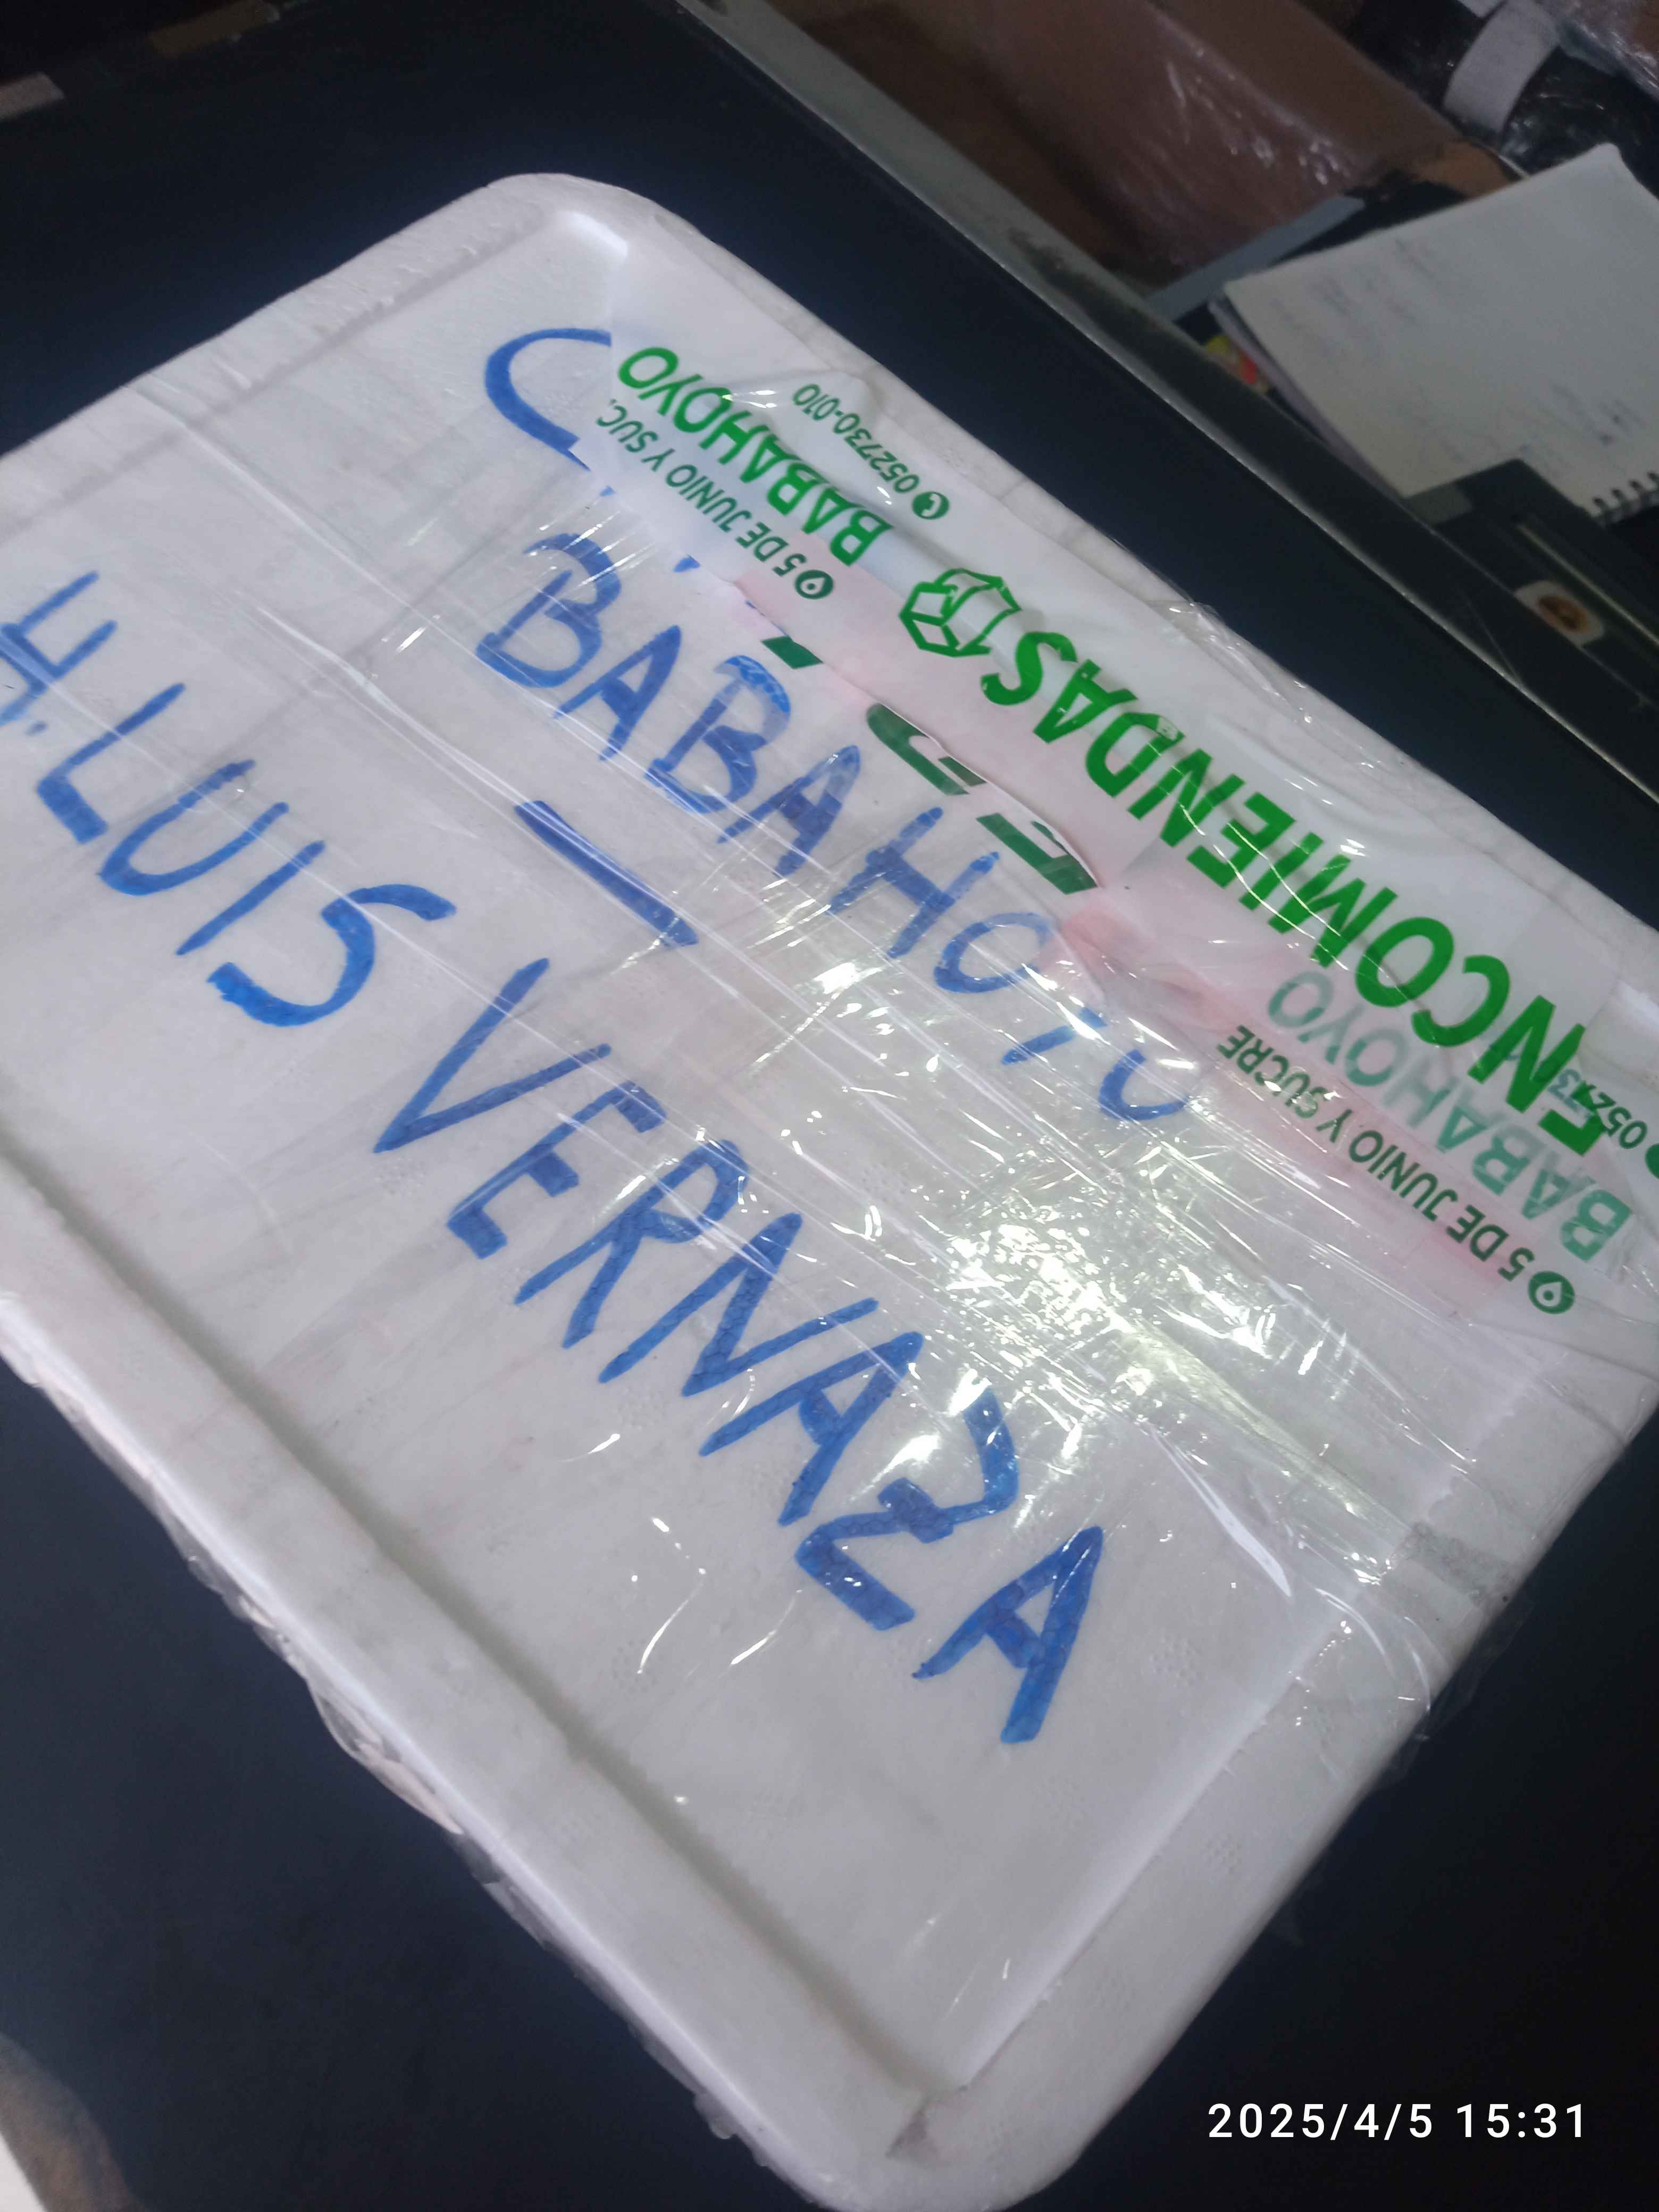 BABAHOYO
H. LUIS VERNAZA
ENCOMIENDAS
BABAHOYO
5 DE JUNIO Y SUC.
052730-010
5 DE JUNIO Y SUCRE
BABAHOYO
2025/4/5 15:31